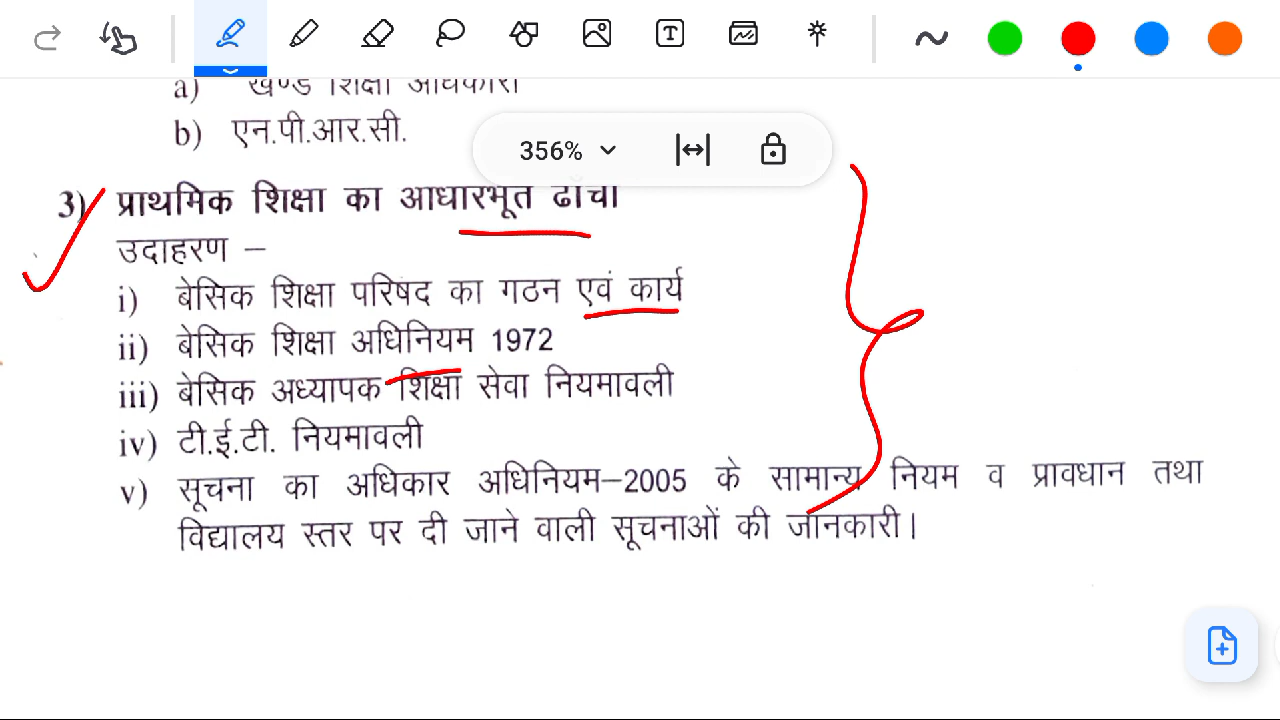 a) खण्ड शिक्षा अधिकारी
b) एन.पी.आर.सी.
356%
3) प्राथमिक शिक्षा का आधारभूत ढाँचा
उदाहरण –
i) बेसिक शिक्षा परिषद का गठन एवं कार्य
ii) बेसिक शिक्षा अधिनियम 1972
iii) बेसिक अध्यापक शिक्षा सेवा नियमावली
iv) टी.ई.टी. नियमावली
v) सूचना का अधिकार अधिनियम–2005 के सामान्य नियम व प्रावधान तथा
विद्यालय स्तर पर दी जाने वाली सूचनाओं की जानकारी।